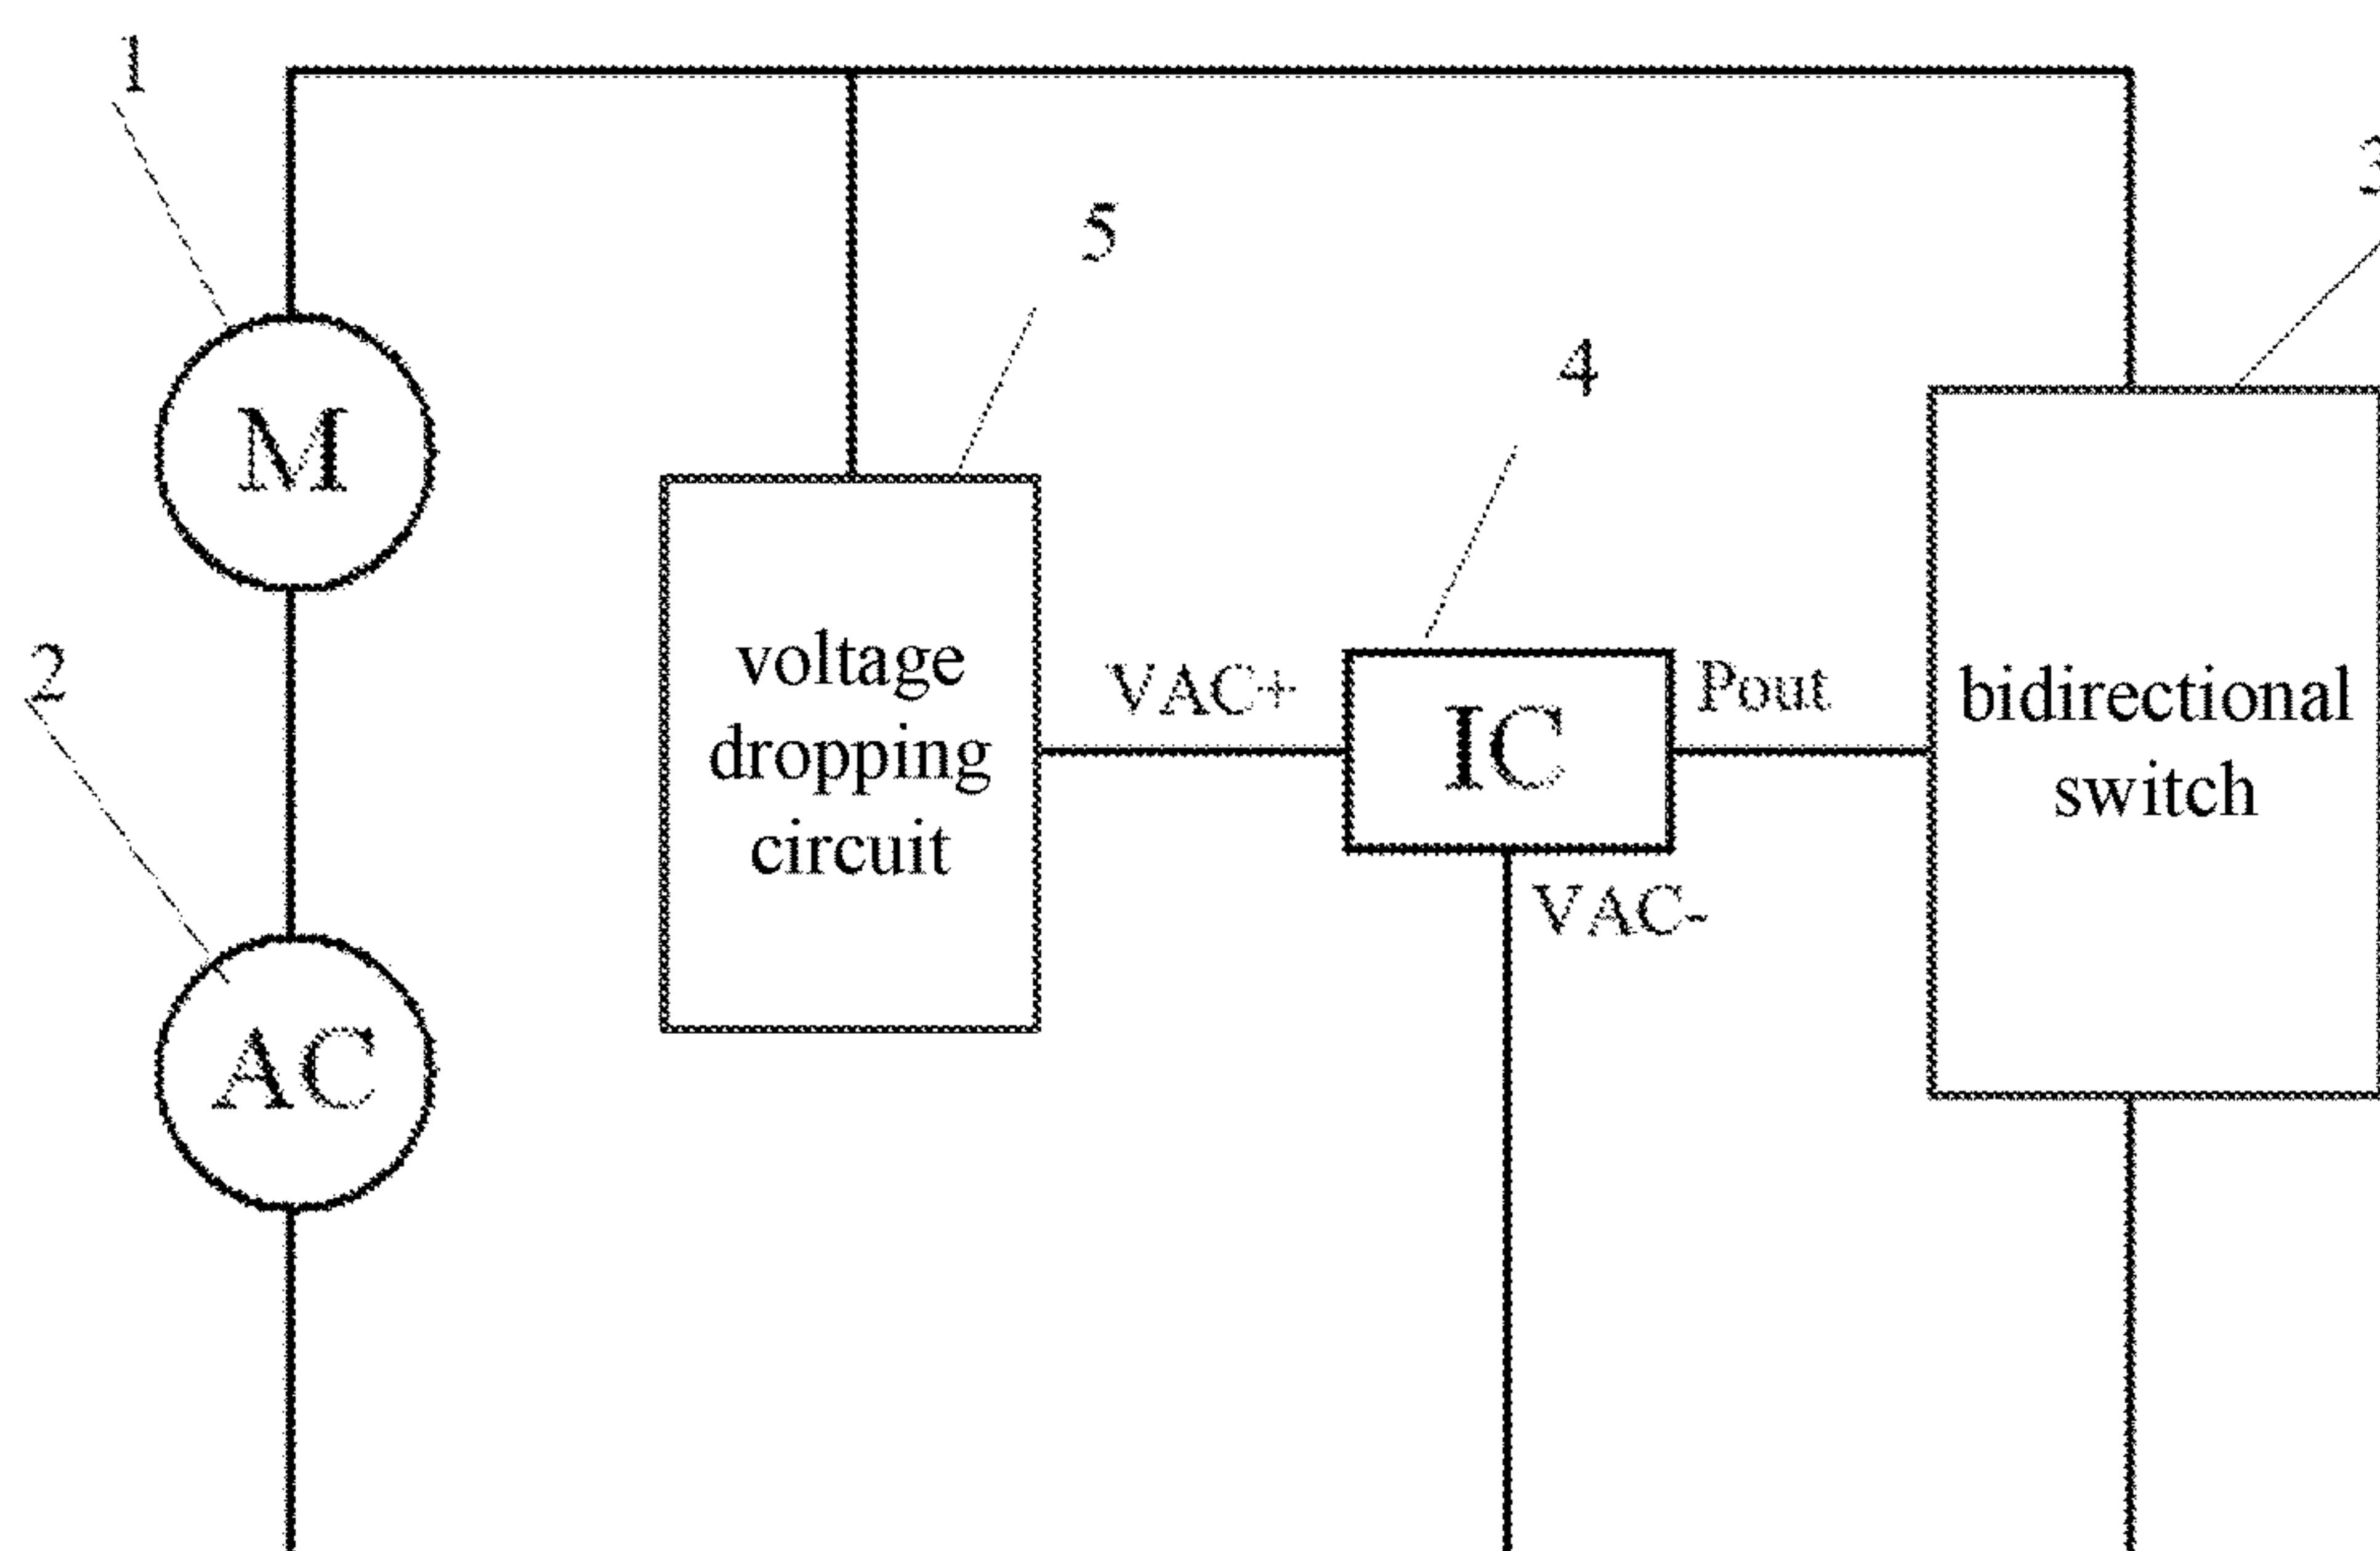 1
3
5
4
M
2
voltage
dropping
circuit
VAC+
IC
Pout
bidirectional
switch
VAC-
AC